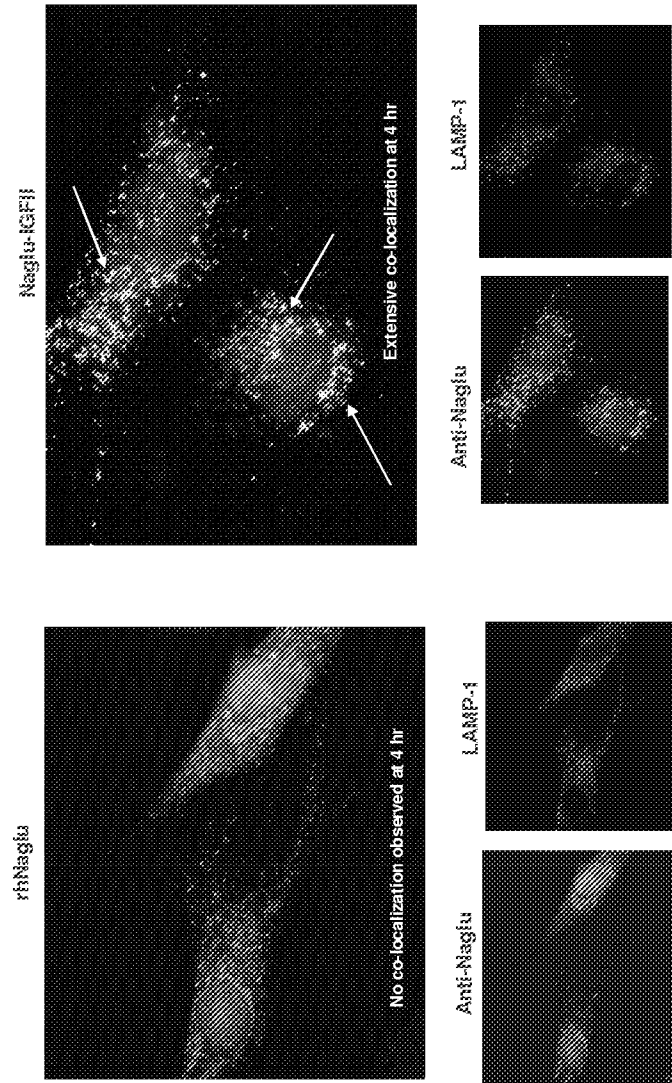 rhNaglu
No co-localization observed at 4 hr
Anti-Naglu
LAMP-1
Naglu-IGFII
Extensive co-localization at 4 hr
Anti-Naglu
LAMP-1